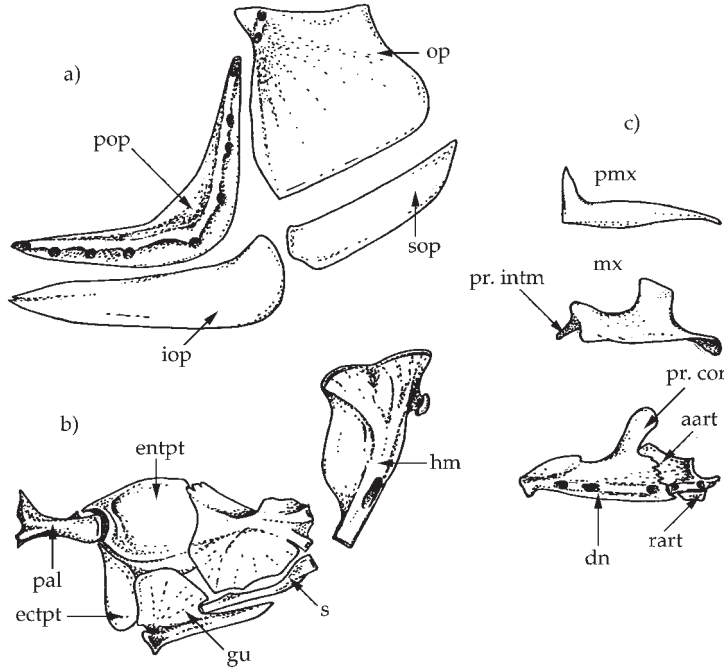 a)
op
pop
sop
iop
c)
pmx
mx
pr. intm
pr. cor
aart
dn
rart
b)
entpt
hm
pal
ectpt
gu
s